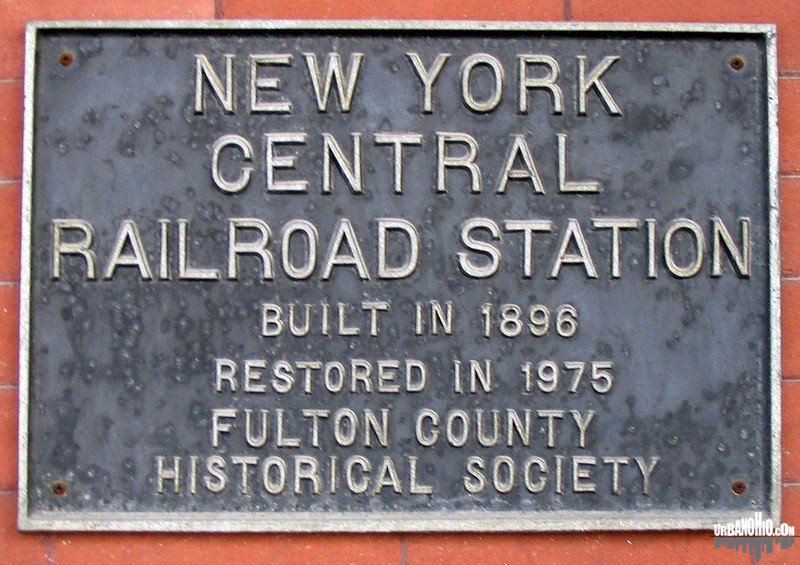 NEW YORK
CENTRAL
RAILROAD STATION
BUILT IN 1896
RESTORED IN 1975
FULTON COUNTY
HISTORICAL SOCIETY
URBANOHIO.COM